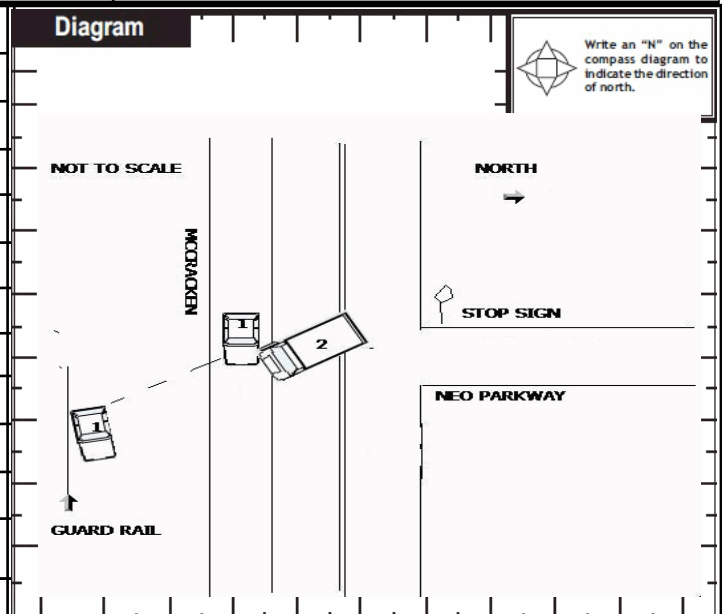 Diagram
Write an "N" on the
compass diagram to
indicate the direction
of north.
NOT TO SCALE
NORTH
MCCRACKEN
1
STOP SIGN
2
NEO PARKWAY
1
GUARD RAIL